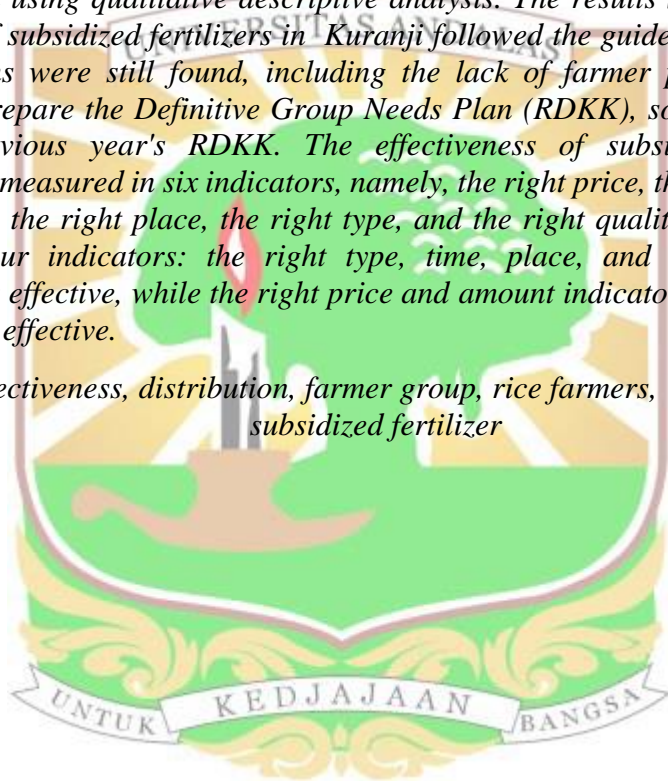 using qualitative descriptive analysis. The results
f subsidized fertilizers in Kuranji followed the guide
UNIVERSITAS ANDALAS
s were still found, including the lack of farmer p
repare the Definitive Group Needs Plan (RDKK), so
vious year's RDKK. The effectiveness of subsi
measured in six indicators, namely, the right price, th
the right place, the right type, and the right qualit
ur indicators: the right type, time, place, and
effective, while the right price and amount indicato
effective.
ectiveness, distribution, farmer group, rice farmers,
subsidized fertilizer
UNTUK KEDJAJAAN BANGSA